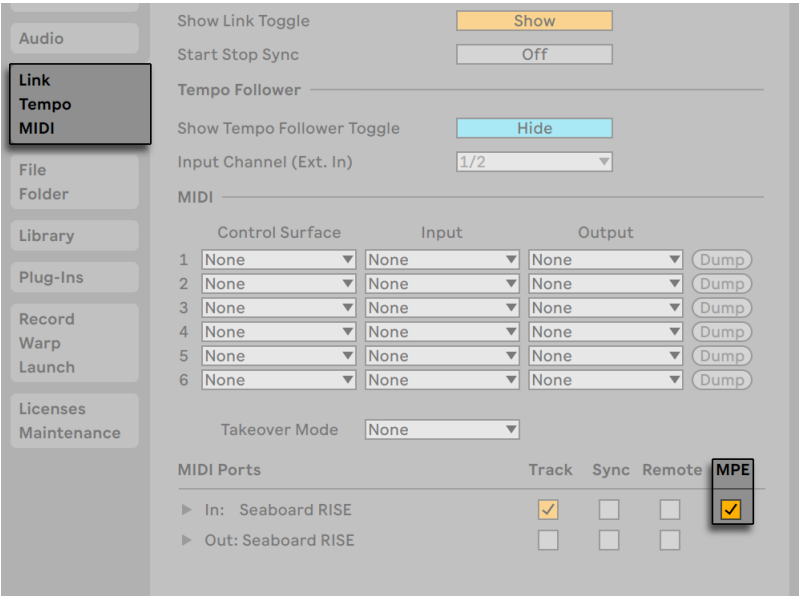 Audio
Link
Tempo
MIDI
File
Folder
Library
Plug-Ins
Record
Warp
Launch
Licenses
Maintenance
Show Link Toggle Show
Start Stop Sync Off
Tempo Follower
Show Tempo Follower Toggle Hide
Input Channel (Ext. In) 1/2
MIDI
Control Surface Input Output
1 None None None Dump
2 None None None Dump
3 None None None Dump
4 None None None Dump
5 None None None Dump
6 None None None Dump
Takeover Mode None
MIDI Ports Track Sync Remote MPE
In: Seaboard RISE
Out: Seaboard RISE